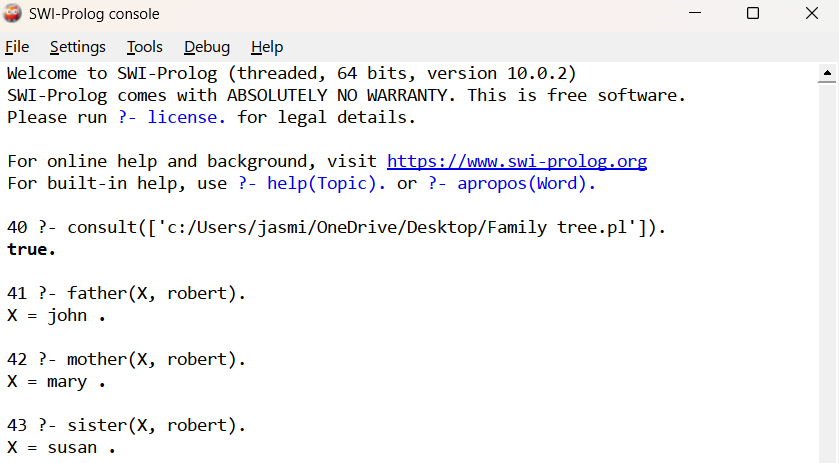 SWI-Prolog console
File Settings Tools Debug Help
Welcome to SWI-Prolog (threaded, 64 bits, version 10.0.2)
SWI-Prolog comes with ABSOLUTELY NO WARRANTY. This is free software.
Please run ?- license. for legal details.
For online help and background, visit https://www.swi-prolog.org
For built-in help, use ?- help(Topic). or ?- apropos(Word).
40 ?- consult(['c:/Users/jasmi/OneDrive/Desktop/Family tree.pl']).
true.
41 ?- father(X, robert).
X = john .
42 ?- mother(X, robert).
X = mary .
43 ?- sister(X, robert).
X = susan .